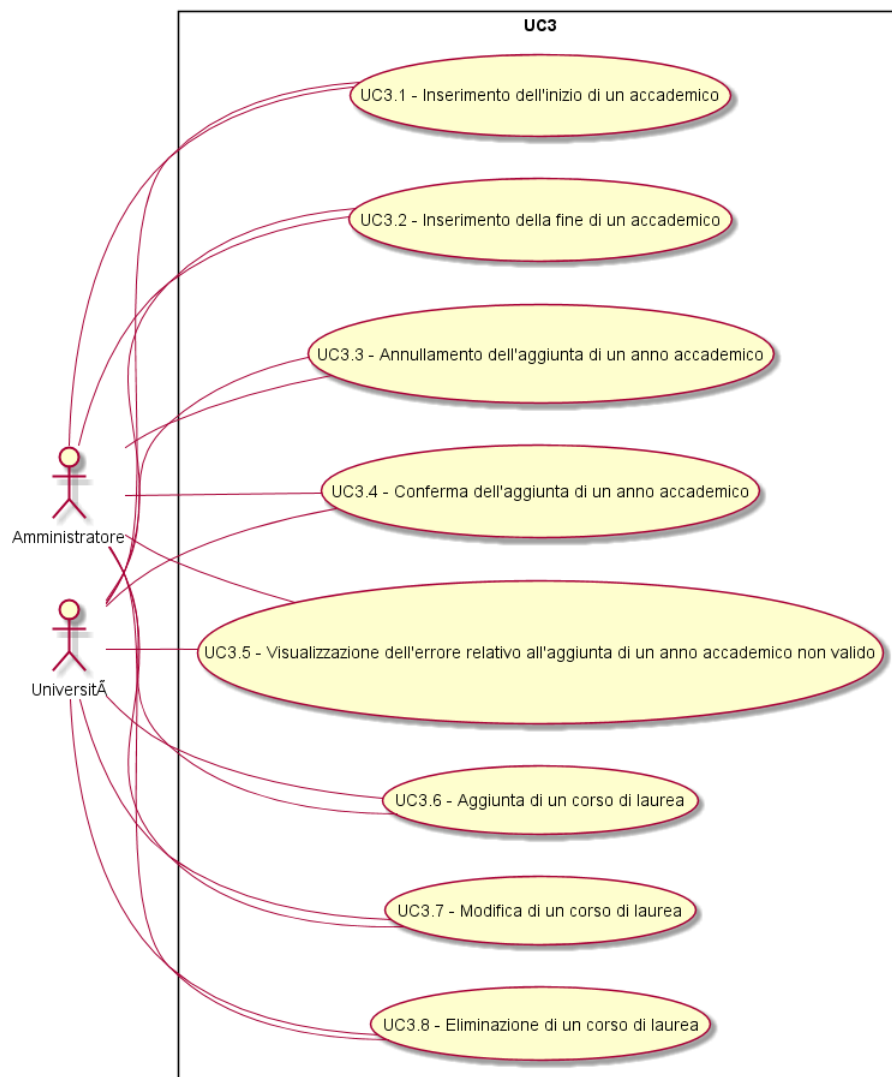 UC3
UC3.1 - Inserimento dell'inizio di un accademico
UC3.2 - Inserimento della fine di un accademico
UC3.3 - Annullamento dell'aggiunta di un anno accademico
UC3.4 - Conferma dell'aggiunta di un anno accademico
Amministratore
UC3.5 - Visualizzazione dell'errore relativo all'aggiunta di un anno accademico non valido
UniversitÃ
UC3.6 - Aggiunta di un corso di laurea
UC3.7 - Modifica di un corso di laurea
UC3.8 - Eliminazione di un corso di laurea